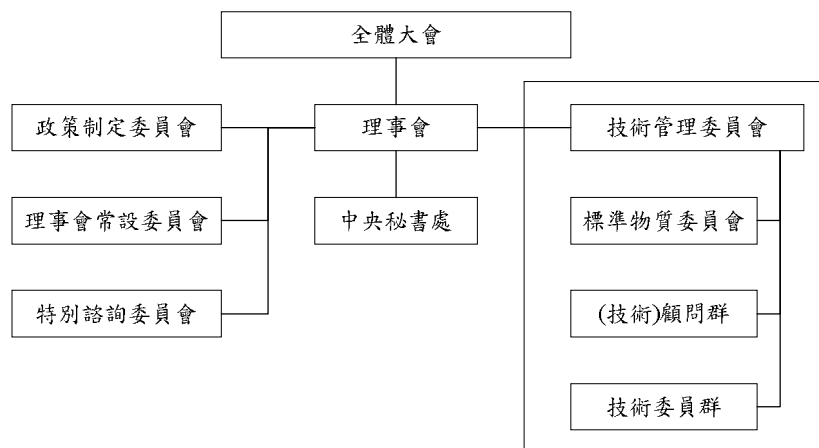 全體大會
政策制定委員會
理事會
技術管理委員會
理事會常設委員會
中央秘書處
標準物質委員會
特別諮詢委員會
(技術)顧問群
技術委員群